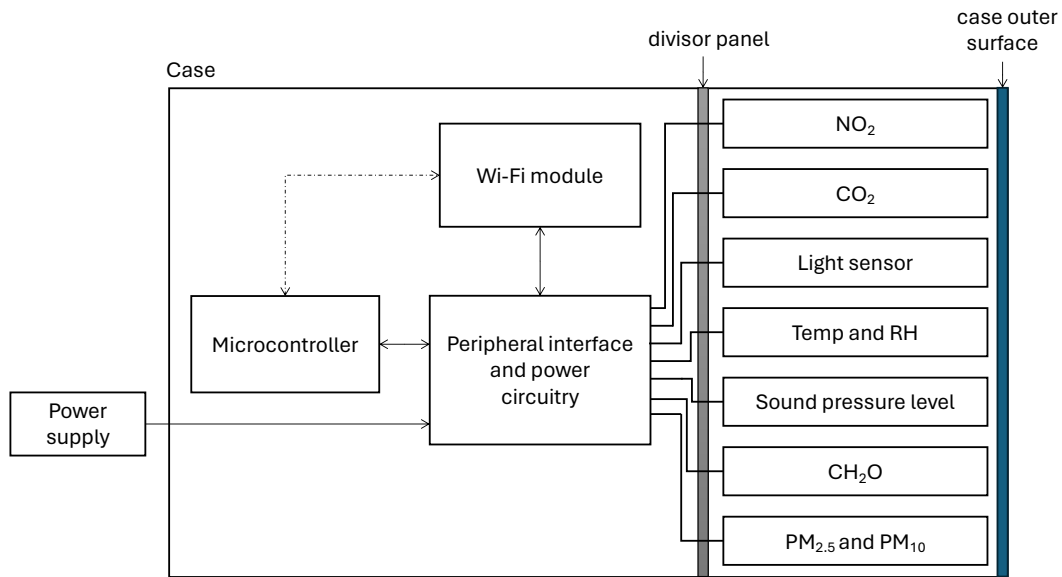 case outer
surface
divisor panel
Case
NO₂
Wi-Fi module
CO₂
Light sensor
Microcontroller
Peripheral interface
and power
circuitry
Temp and RH
Power
supply
Sound pressure level
CH₂O
PM₂.₅ and PM₁₀